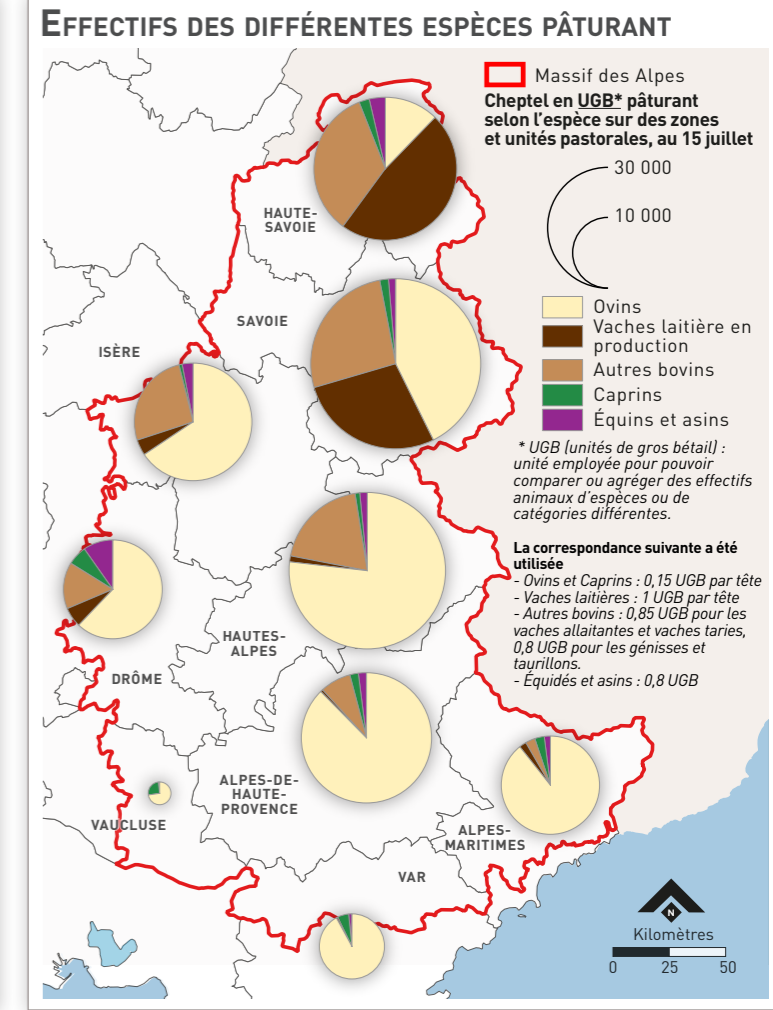 EFFECTIFS DES DIFFÉRENTES ESPÈCES PÂTURANT
Massif des Alpes
Cheptel en UGB* pâturant
selon l'espèce sur des zones
et unités pastorales, au 15 juillet
30 000
10 000
Ovins
Vaches laitière en
production
Autres bovins
Caprins
Équins et asins
* UGB (unités de gros bétail) :
unité employée pour pouvoir
comparer ou agréger des effectifs
animaux d'espèces ou de
catégories différentes.
La correspondance suivante a été
utilisée
- Ovins et Caprins : 0,15 UGB par tête
- Vaches laitières : 1 UGB par tête
- Autres bovins : 0,85 UGB pour les
vaches allaitantes et vaches taries,
0,8 UGB pour les génisses et
taurillons.
- Équidés et asins : 0,8 UGB
HAUTE-
SAVOIE
SAVOIE
ISÈRE
HAUTES-
ALPES
DRÔME
ALPES-DE-
HAUTE-
PROVENCE
VAUCLUSE
ALPES-
MARITIMES
VAR
N
Kilomètres
0 25 50